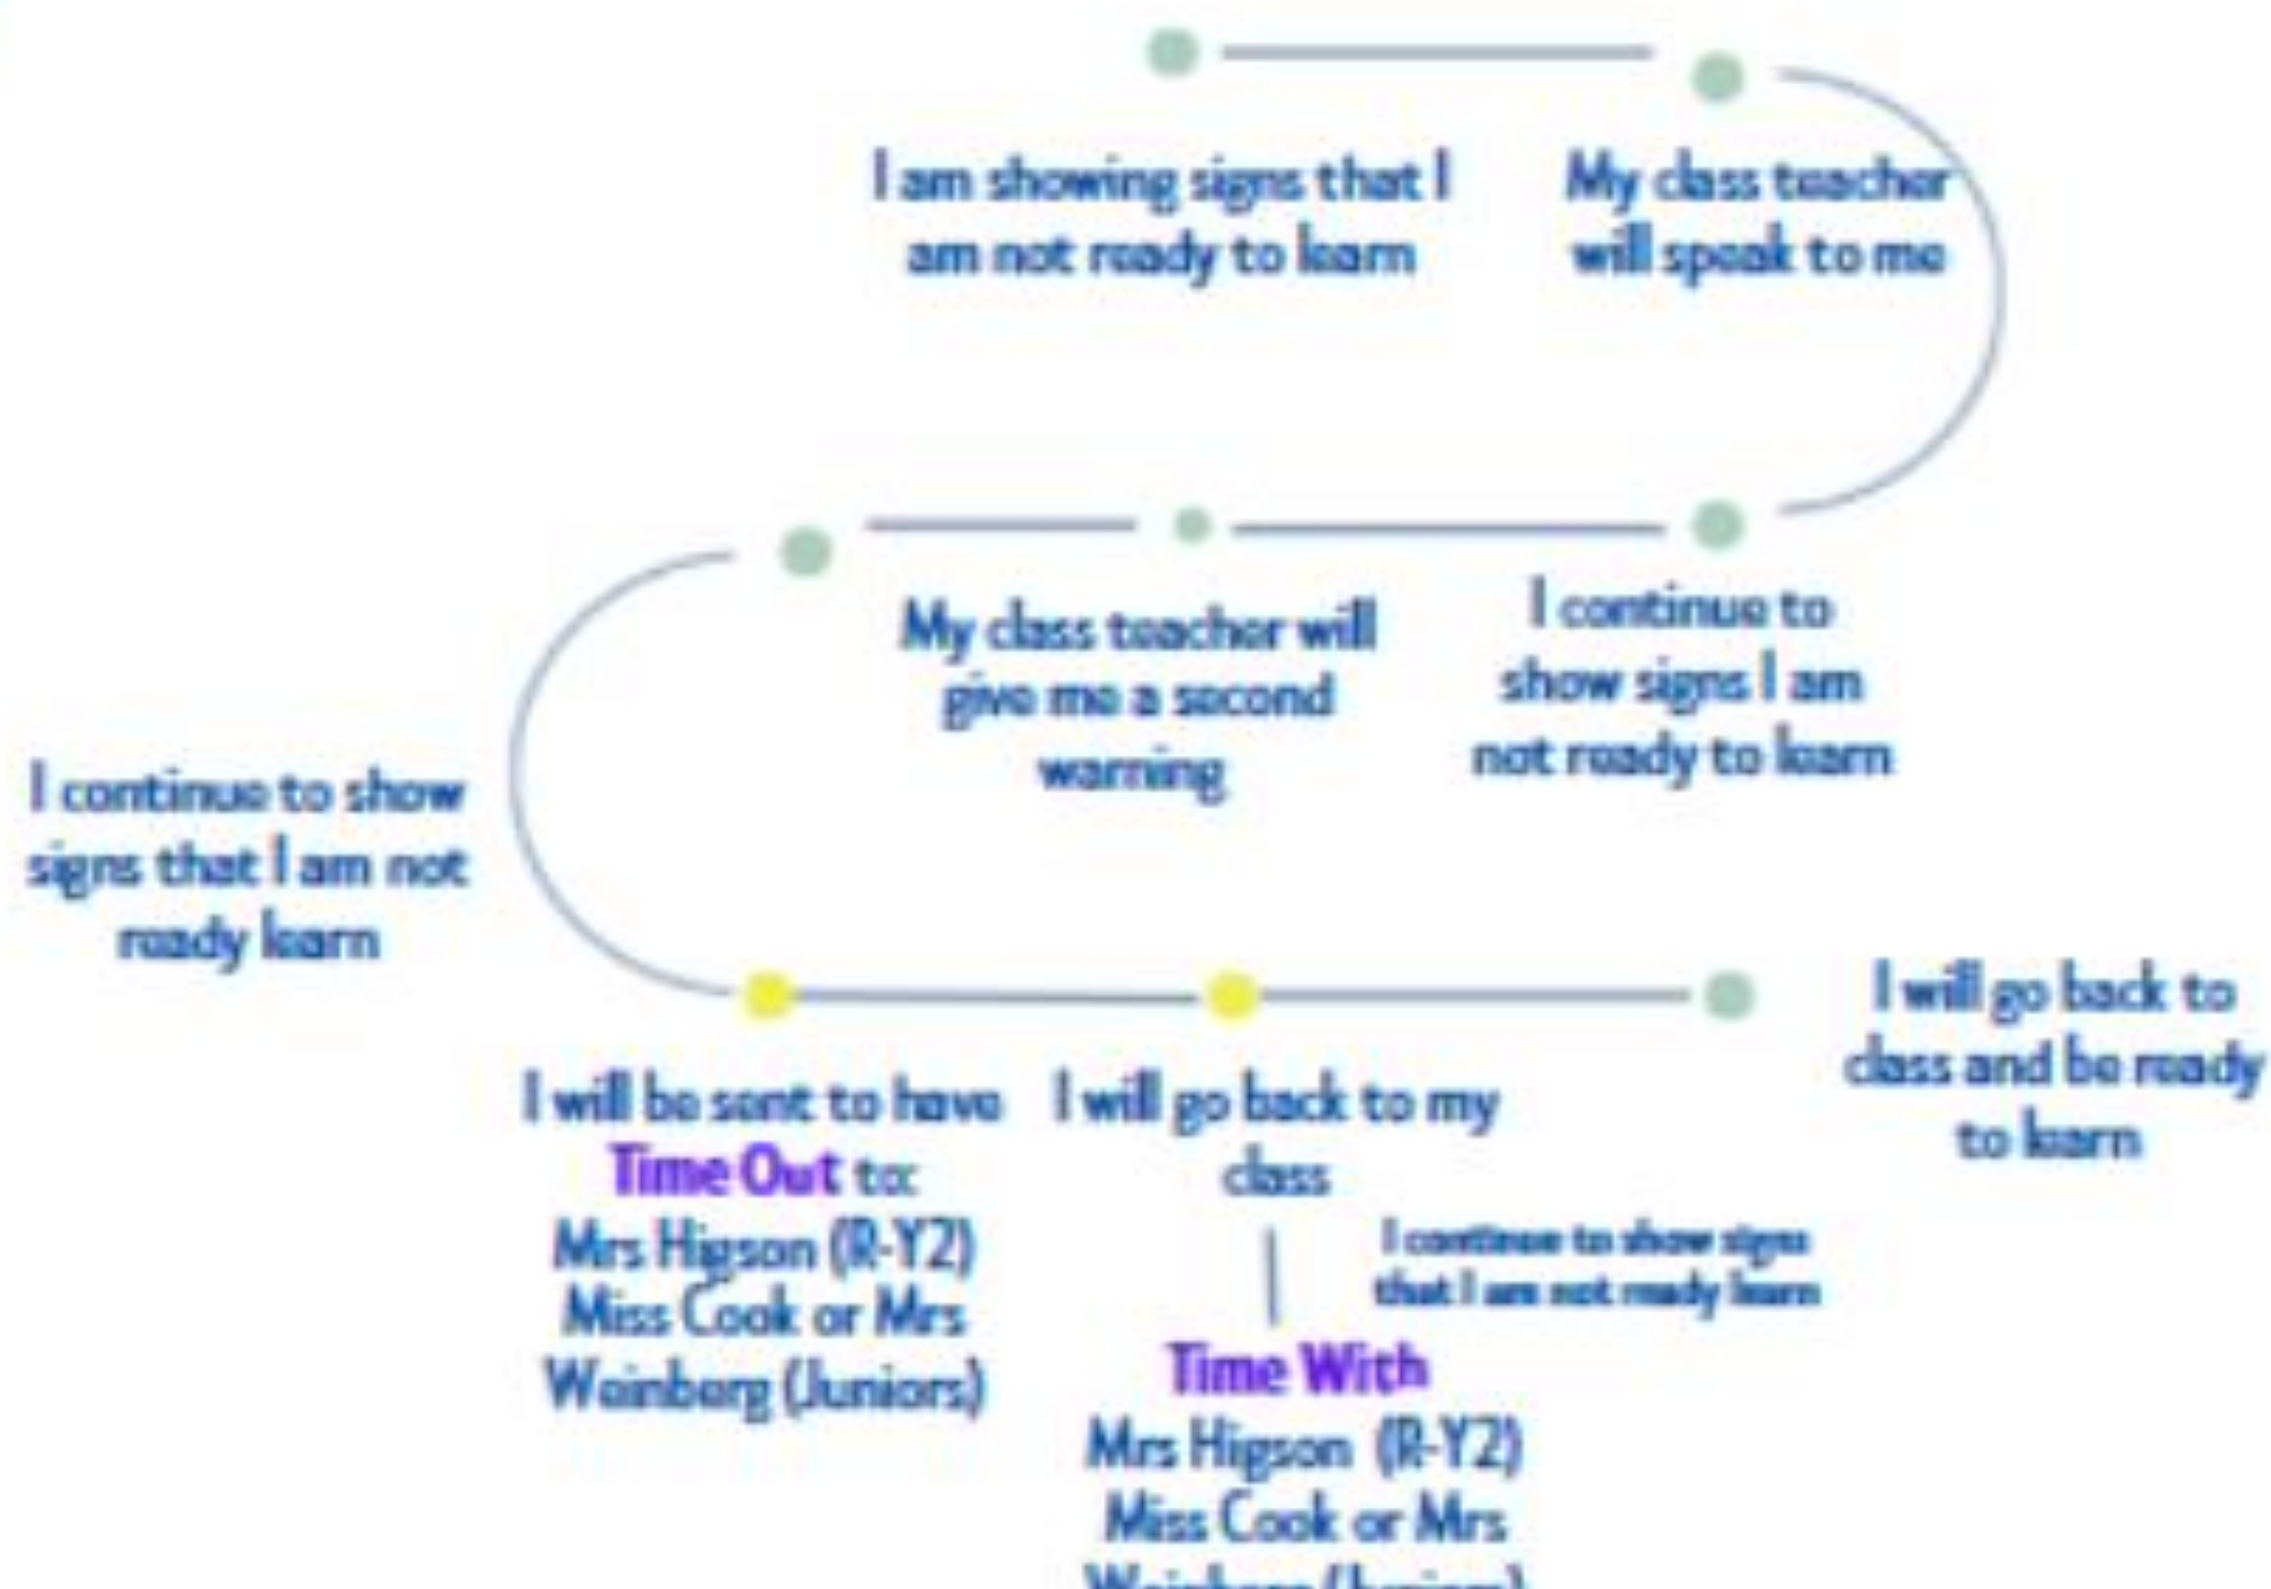 I am showing signs that I
am not ready to learn
My class teacher
will speak to me
I continue to
show signs I am
not ready to learn
My class teacher will
give me a second
warning
I continue to show
signs that I am not
ready learn
I will be sent to have
Time Out to:
Mrs Higson (R-Y2)
Miss Cook or Mrs
Weinberg (Juniors)
I will go back to my
class
I continue to show signs
that I am not ready learn
Time With
Mrs Higson (R-Y2)
Miss Cook or Mrs
Weinberg (Juniors)
I will go back to
class and be ready
to learn